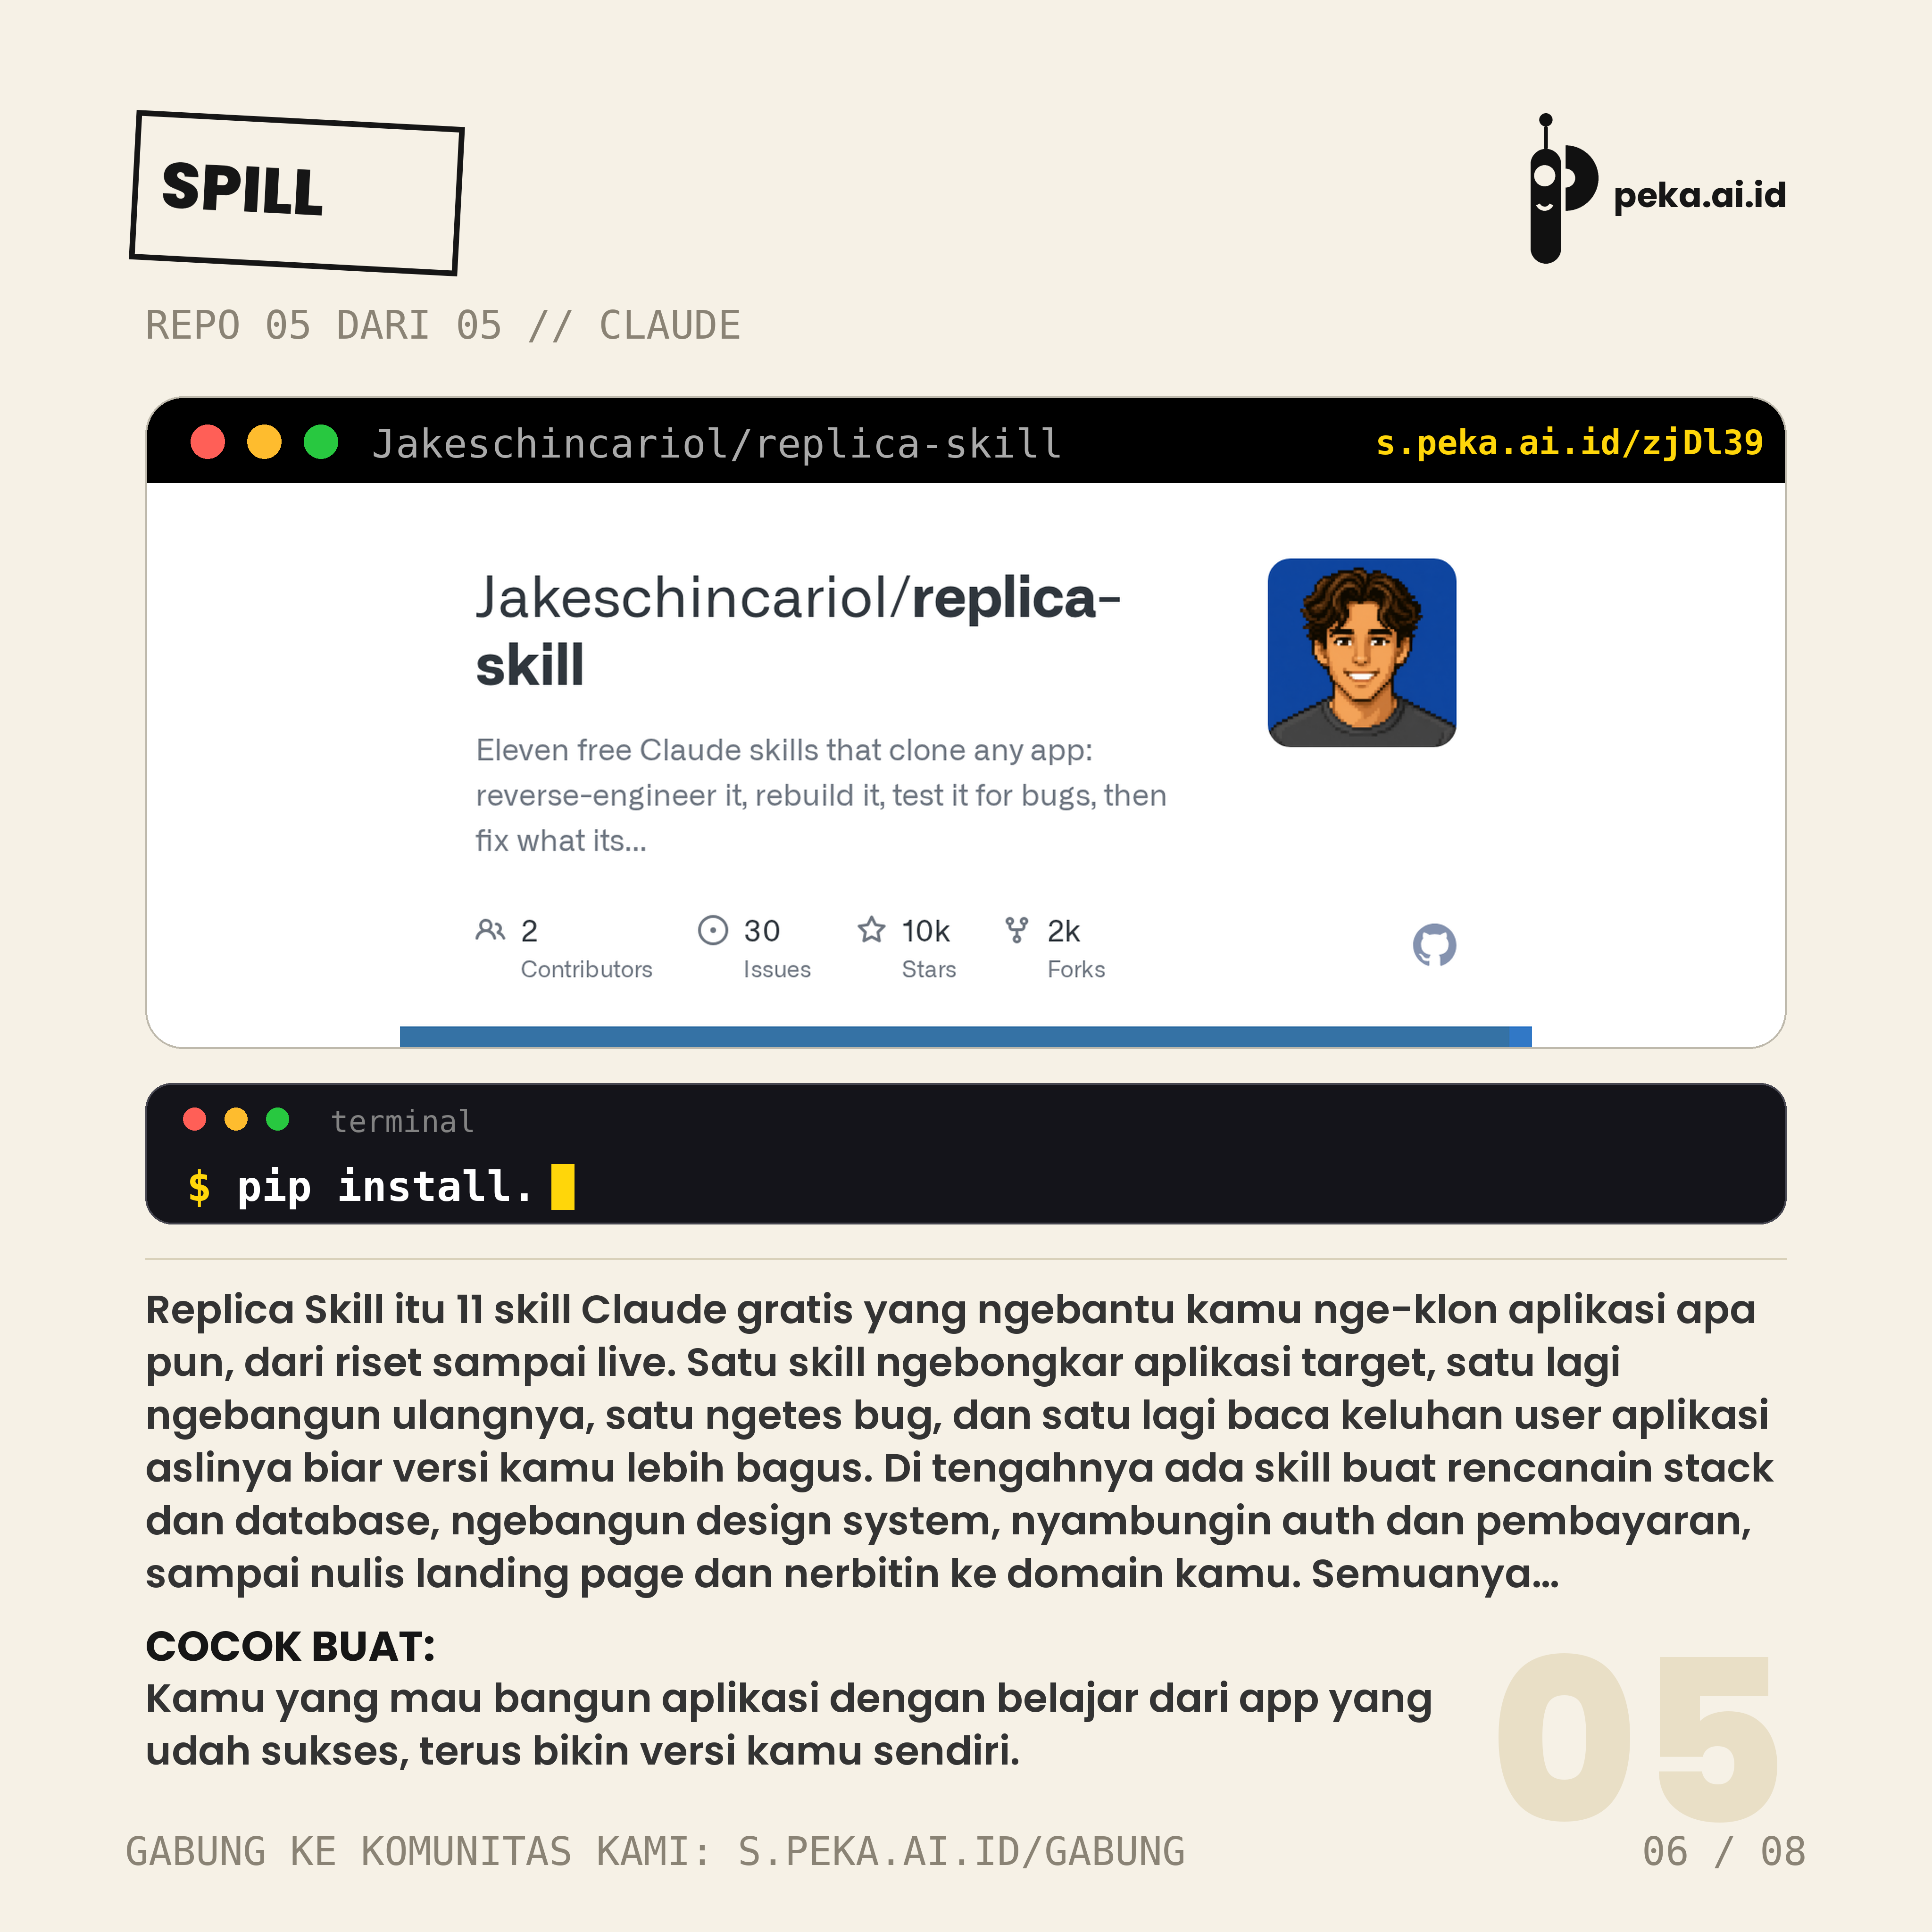 SPILL
peka.ai.id
REPO 05 DARI 05 // CLAUDE
Jakeschincariol/replica-skill
s.peka.ai.id/zjDl39
Jakeschincariol/replica-
skill
Eleven free Claude skills that clone any app:
reverse-engineer it, rebuild it, test it for bugs, then
fix what its...
2
Contributors
30
Issues
10k
Stars
2k
Forks
terminal
$ pip install.
Replica Skill itu 11 skill Claude gratis yang ngebantu kamu nge-klon aplikasi apa
pun, dari riset sampai live. Satu skill ngebongkar aplikasi target, satu lagi
ngebangun ulangnya, satu ngetes bug, dan satu lagi baca keluhan user aplikasi
aslinya biar versi kamu lebih bagus. Di tengahnya ada skill buat rencanain stack
dan database, ngebangun design system, nyambungin auth dan pembayaran,
sampai nulis landing page dan nerbitin ke domain kamu. Semuanya...
COCOK BUAT:
Kamu yang mau bangun aplikasi dengan belajar dari app yang
udah sukses, terus bikin versi kamu sendiri.
05
GABUNG KE KOMUNITAS KAMI: S.PEKA.AI.ID/GABUNG
06 / 08